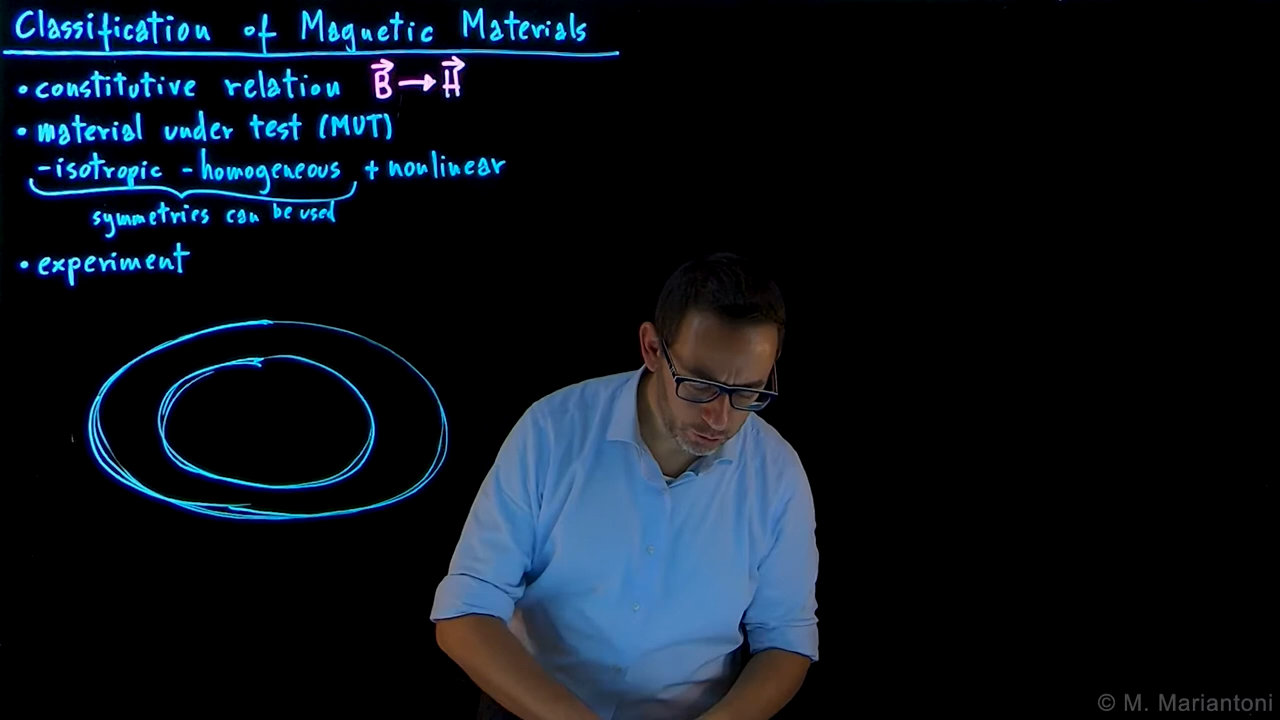 Classification of Magnetic Materials
• constitutive relation B⃗ → H⃗
• material under test (MUT)
- isotropic - homogeneous + nonlinear
symmetries can be used
• experiment
© M. Mariantoni